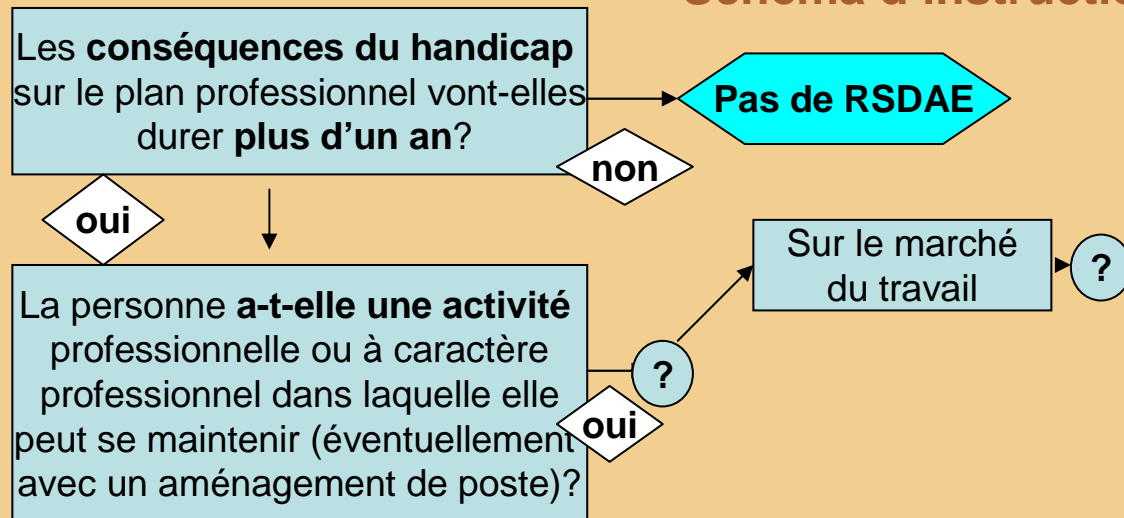 Schéma d'instructio
Les conséquences du handicap
sur le plan professionnel vont-elles
durer plus d’un an?
Pas de RSDAE
non
oui
Sur le marché
du travail
?
La personne a-t-elle une activité
professionnelle ou à caractère
professionnel dans laquelle elle
peut se maintenir (éventuellement
avec un aménagement de poste)?
?
oui